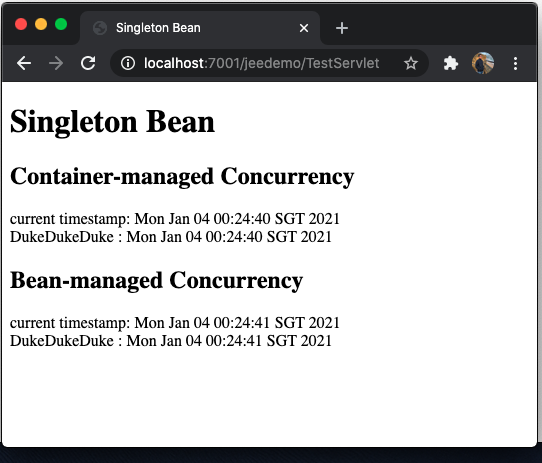 Singleton Bean
localhost:7001/jeedemo/TestServlet
Singleton Bean
Container-managed Concurrency
current timestamp: Mon Jan 04 00:24:40 SGT 2021
DukeDukeDuke : Mon Jan 04 00:24:40 SGT 2021
Bean-managed Concurrency
current timestamp: Mon Jan 04 00:24:41 SGT 2021
DukeDukeDuke : Mon Jan 04 00:24:41 SGT 2021